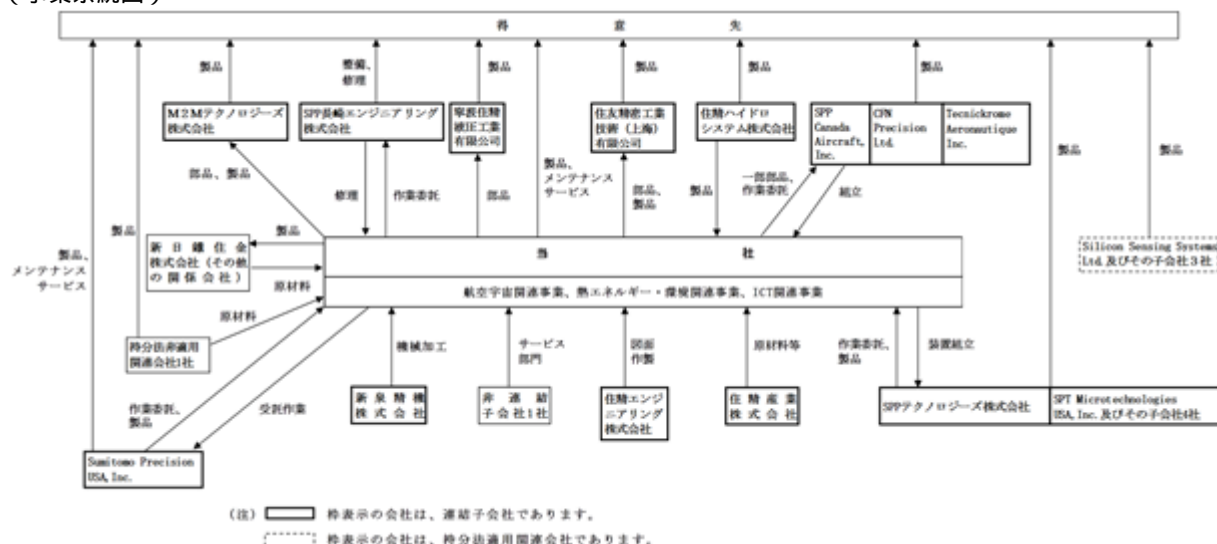 （事業系統図）
得意先
製品
整備、
修理
製品
製品
製品
製品
M2Mテクノロジーズ
株式会社
SPP長崎エンジニアリング
株式会社
寧波住精
液圧工業
有限公司
住友精密工業
技術（上海）
有限公司
住精ハイドロ
システム株式会社
SPP
Canada
Aircraft,
Inc.
CFN
Precision
Ltd.
Tecnickrome
Aeronautique
Inc.
製品、
メンテナンス
サービス
製品
製品
部品、製品
修理
作業委託
部品
部品、
製品
製品
一部部品、
作業委託
組立
製品
製品、
メンテナンス
サービス
新日鐵住金
株式会社（その他
の関係会社）
製品
原材料
当社
航空宇宙関連事業、熱エネルギー・環境関連事業、ICT関連事業
Silicon Sensing Systems
Ltd.及びその子会社3社
原材料
持分法非適用
関連会社1社
作業委託、
製品
受託作業
機械加工
サービス
部門
図面
作製
原材料等
作業委託、
製品
装置組立
新泉精機
株式会社
非連結
子会社1社
住精エンジ
ニアリング
株式会社
住精産業
株式会社
SPPテクノロジーズ株式会社
SPT Microtechnologies
USA, Inc.及びその子会社4社
Sumitomo Precision
USA, Inc.
（注）
枠表示の会社は、連結子会社であります。
枠表示の会社は、持分法適用関連会社であります。